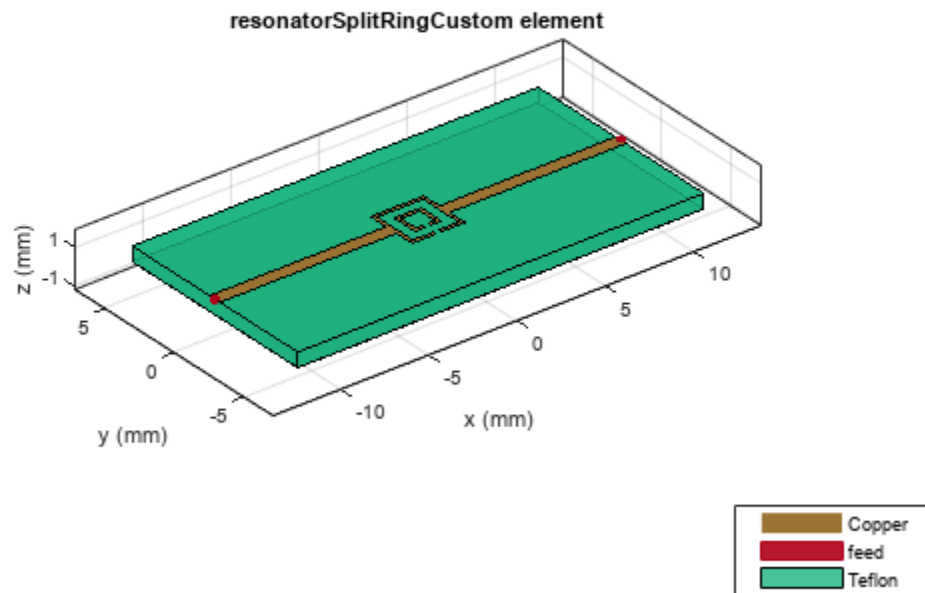 resonatorSplitRingCustom element
1
-1
z (mm)
5
0
-5
y (mm)
-10
-5
0
5
10
x (mm)
Copper
feed
Teflon